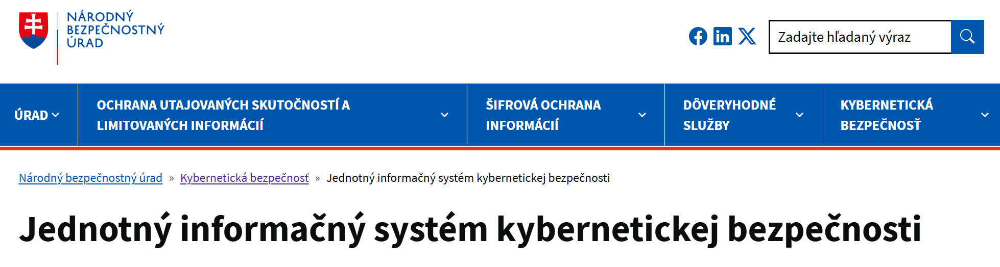 NÁRODNÝ
BEZPEČNOSTNÝ
ÚRAD
Zadajte hľadaný výraz
ÚRAD
OCHRANA UTAJOVANÝCH SKUTOČNOSTÍ A
LIMITOVANÝCH INFORMÁCIÍ
ŠIFROVÁ OCHRANA
INFORMÁCIÍ
DÔVERYHODNÉ
SLUŽBY
KYBERNETICKÁ
BEZPEČNOSŤ
Národný bezpečnostný úrad » Kybernetická bezpečnosť » Jednotný informačný systém kybernetickej bezpečnosti
Jednotný informačný systém kybernetickej bezpečnosti